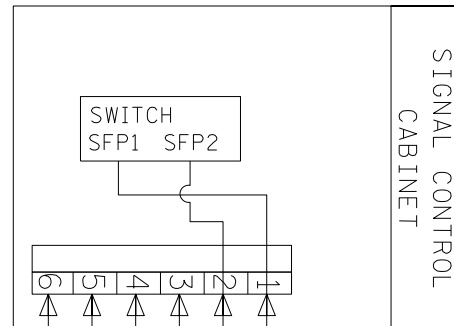 SIGNAL CONTROL
CABINET
SWITCH
SFP1 SFP2
6 5 4 3 2 1